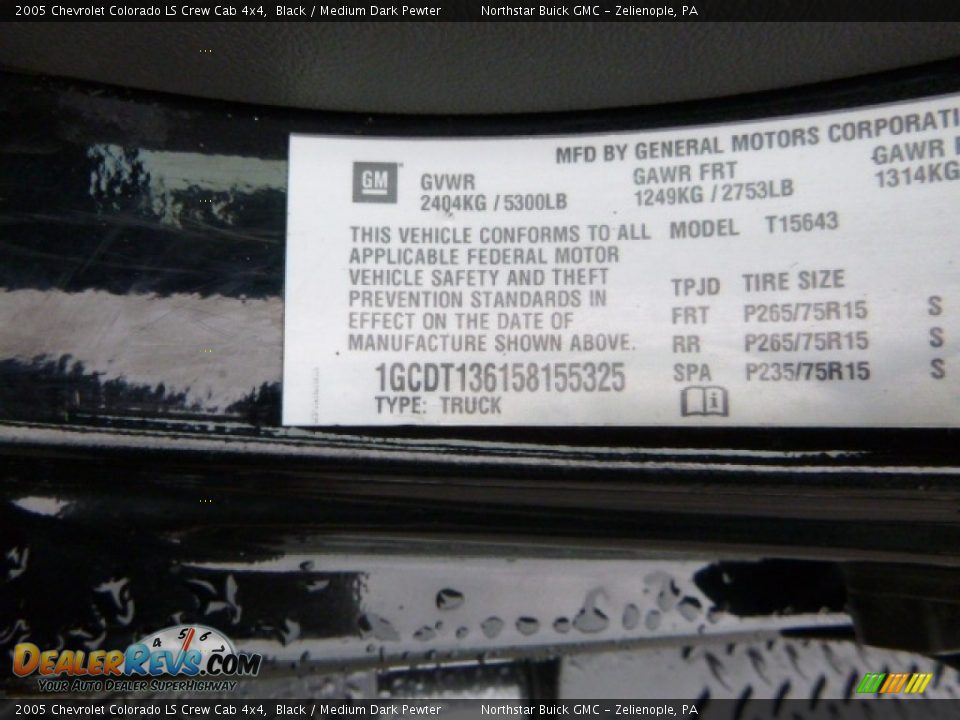 2005 Chevrolet Colorado LS Crew Cab 4x4, Black / Medium Dark Pewter Northstar Buick GMC - Zelienople, PA
MFD BY GENERAL MOTORS CORPORATI
GM
GVWR
2404KG / 5300LB
GAWR FRT
1249KG / 2753LB
GAWR
1314KG
THIS VEHICLE CONFORMS TO ALL
APPLICABLE FEDERAL MOTOR
VEHICLE SAFETY AND THEFT
PREVENTION STANDARDS IN
EFFECT ON THE DATE OF
MANUFACTURE SHOWN ABOVE.
1GCDT136158155325
TYPE: TRUCK
MODEL T15643
TPJD TIRE SIZE
FRT P265/75R15 S
RR P265/75R15 S
SPA P235/75R15 S
i
4 5 6
DealerRevs.com
Your Auto Dealer SuperHighway
2005 Chevrolet Colorado LS Crew Cab 4x4, Black / Medium Dark Pewter Northstar Buick GMC - Zelienople, PA